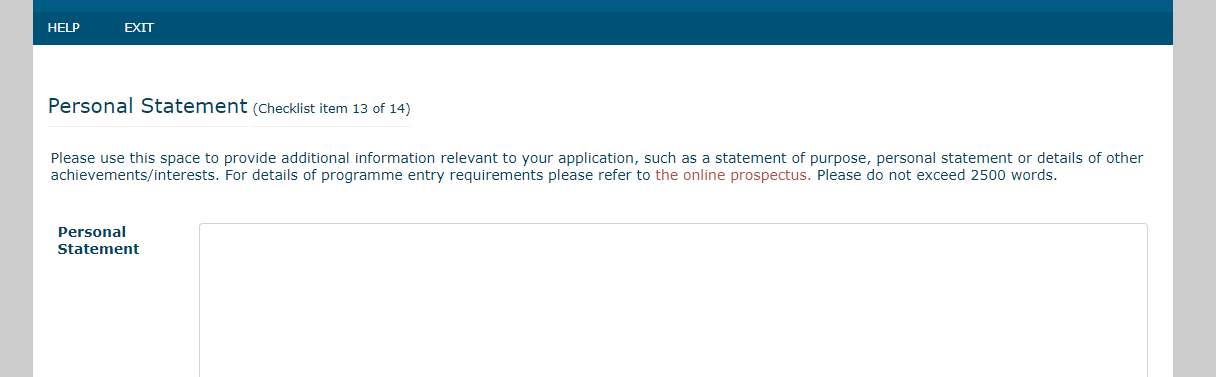 HELP EXIT
Personal Statement (Checklist item 13 of 14)
Please use this space to provide additional information relevant to your application, such as a statement of purpose, personal statement or details of other
achievements/interests. For details of programme entry requirements please refer to the online prospectus. Please do not exceed 2500 words.
Personal
Statement